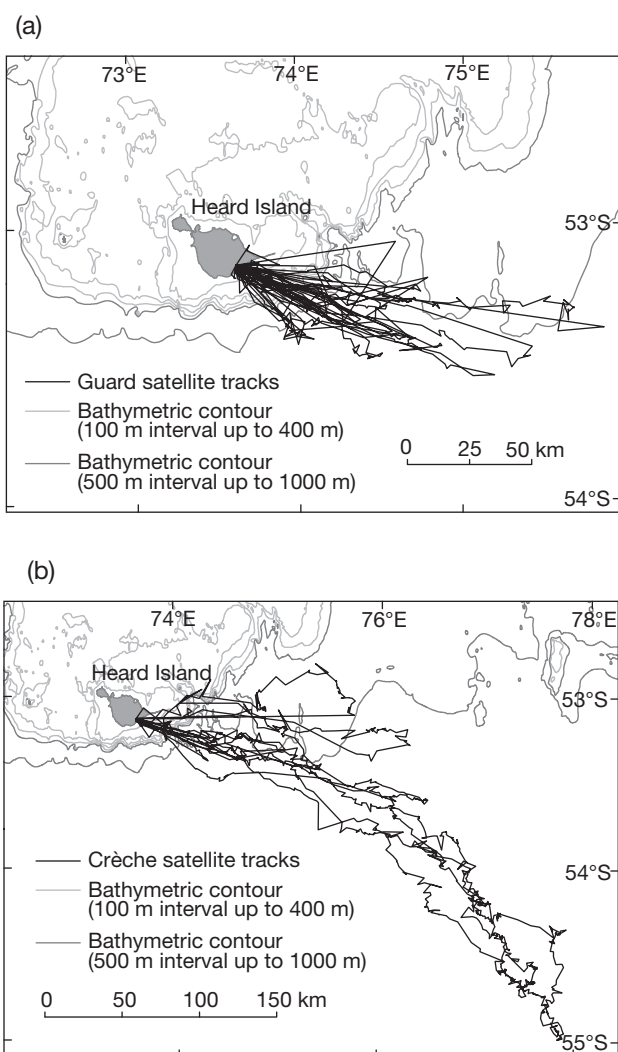 (a)
73°E 74°E 75°E
Heard Island
53°S
Guard satellite tracks
Bathymetric contour
(100 m interval up to 400 m)
Bathymetric contour
(500 m interval up to 1000 m)
0 25 50 km
54°S
(b)
74°E 76°E 78°E
Heard Island
53°S
Crèche satellite tracks
54°S
Bathymetric contour
(100 m interval up to 400 m)
Bathymetric contour
(500 m interval up to 1000 m)
0 50 100 150 km
55°S